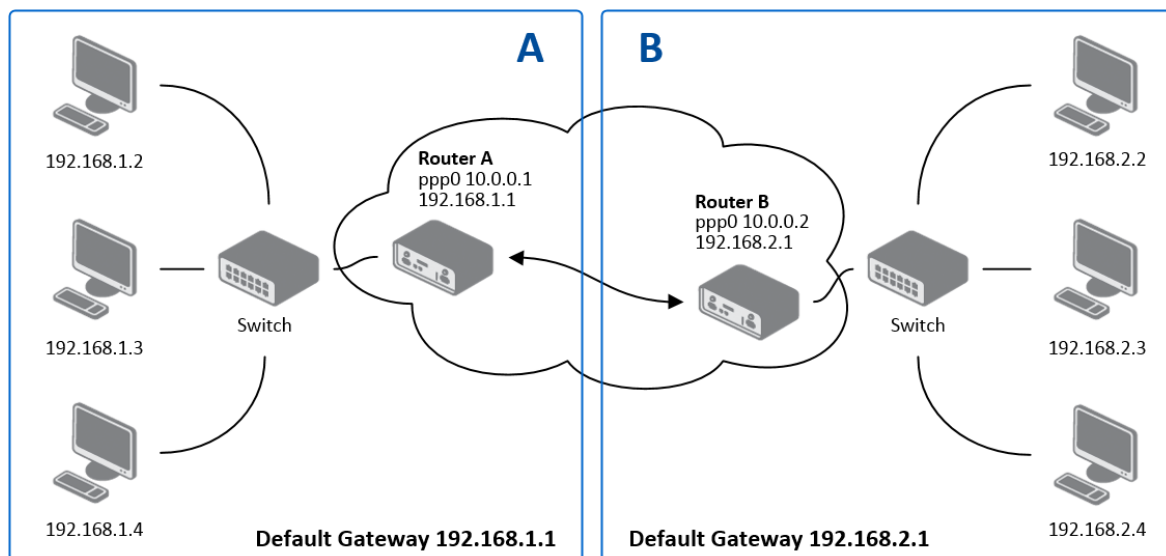 A
B
192.168.1.2
192.168.1.3
192.168.1.4
Switch
Router A
ppp0 10.0.0.1
192.168.1.1
Default Gateway 192.168.1.1
Router B
ppp0 10.0.0.2
192.168.2.1
Switch
192.168.2.2
192.168.2.3
192.168.2.4
Default Gateway 192.168.2.1